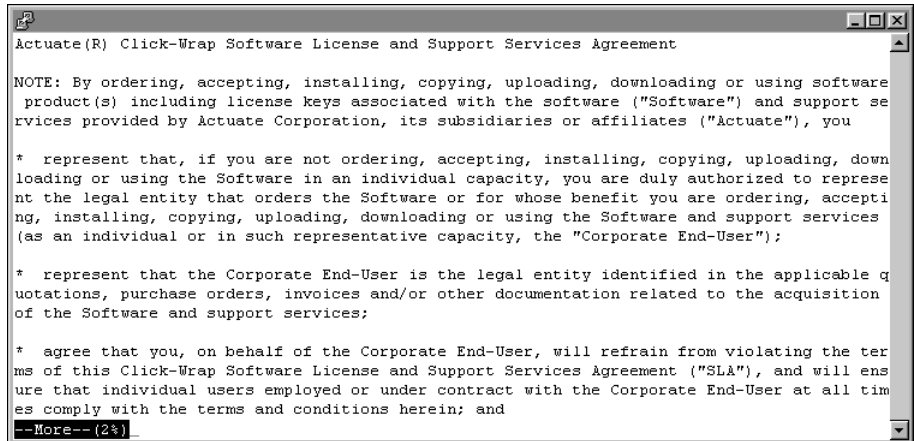 Actuate(R) Click-Wrap Software License and Support Services Agreement
NOTE: By ordering, accepting, installing, copying, uploading, downloading or using software
product(s) including license keys associated with the software ("Software") and support se
rvices provided by Actuate Corporation, its subsidiaries or affiliates ("Actuate"), you
*  represent that, if you are not ordering, accepting, installing, copying, uploading, down
loading or using the Software in an individual capacity, you are duly authorized to represe
nt the legal entity that orders the Software or for whose benefit you are ordering, accepti
ng, installing, copying, uploading, downloading or using the Software and support services
(as an individual or in such representative capacity, the "Corporate End-User");
*  represent that the Corporate End-User is the legal entity identified in the applicable q
uotations, purchase orders, invoices and/or other documentation related to the acquisition
of the Software and support services;
*  agree that you, on behalf of the Corporate End-User, will refrain from violating the ter
ms of this Click-Wrap Software License and Support Services Agreement ("SLA"), and will ens
ure that individual users employed or under contract with the Corporate End-User at all tim
es comply with the terms and conditions herein; and
--More--(2%)_